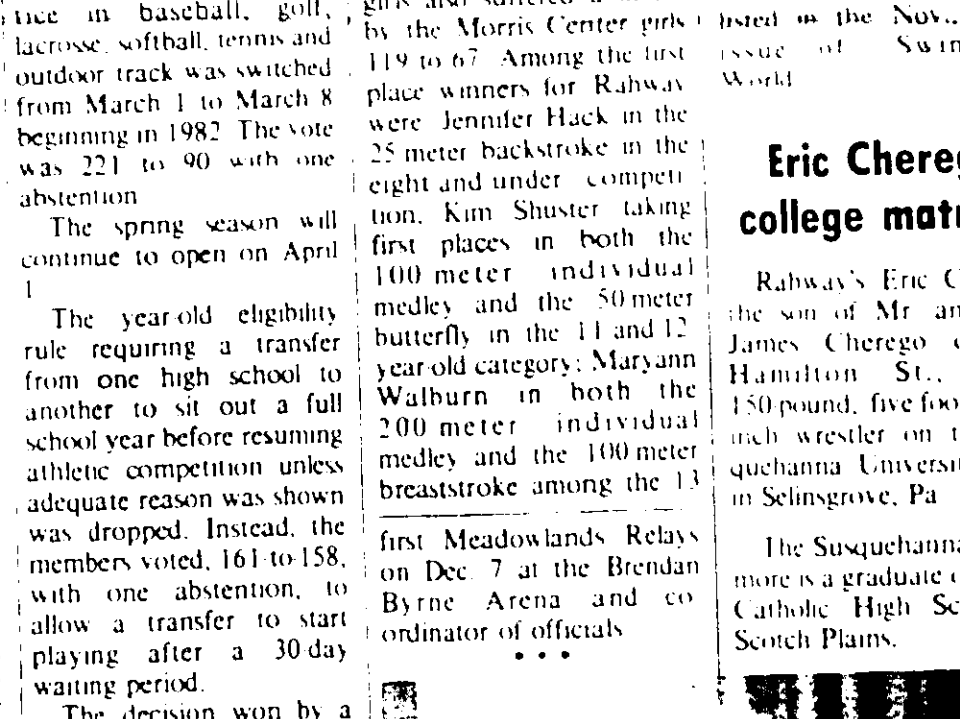 tice in baseball, golf,
lacrosse, softball, tennis and
outdoor track was switched
from March 1 to March 8
beginning in 1982 The vote
was 221 to 90 with one
abstention
The spring season will
continue to open on April
1
The year-old eligibility
rule requiring a transfer
from one high school to
another to sit out a full
school year before resuming
athletic competition unless
adequate reason was shown
was dropped. Instead, the
members voted, 161-to-158,
with one abstention, to
allow a transfer to start
playing after a 30-day
waiting period.
The decision won by a
girls also suffered a
by the Morris Center girls
119 to 67 Among the first
place winners for Rahway
were Jennifer Hack in the
25 meter backstroke in the
eight and under competi
tion, Kim Shuster taking
first places in both the
100 meter individual
medley and the 50 meter
butterfly in the 11 and 12
year-old category; Maryann
Walburn in both the
200 meter individual
medley and the 100 meter
breaststroke among the 13
first Meadowlands Relays
on Dec. 7 at the Brendan
Byrne Arena and co
ordinator of officials
• • •
listed in the Nov..
issue of Swim
World
Eric Chereg
college matm
Rahway's Eric C
the son of Mr an
James Cherego
Hamilton St.,
150-pound, five foo
inch wrestler on t
quehanna Universit
in Selinsgrove, Pa
The Susquehanna
more is a graduate
Catholic High Sc
Scotch Plains.